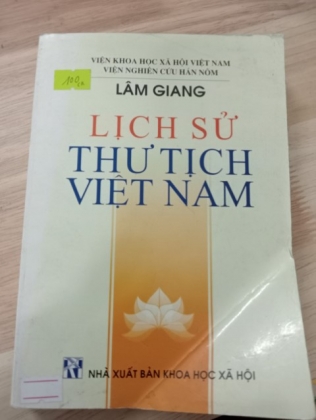 VIỆN KHOA HỌC XÃ HỘI VIỆT NAM
VIỆN NGHIÊN CỨU HÁN NÔM
LÂM GIANG
LỊCH SỬ
THƯ TỊCH
VIỆT NAM
NHÀ XUẤT BẢN KHOA HỌC XÃ HỘI